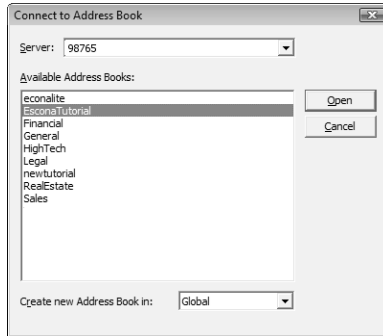 Connect to Address Book
Server: 98765
Available Address Books:
econalite
EsconaTutorial
Financial
General
HighTech
Legal
newtutorial
RealEstate
Sales
Open
Cancel
Create new Address Book in: Global